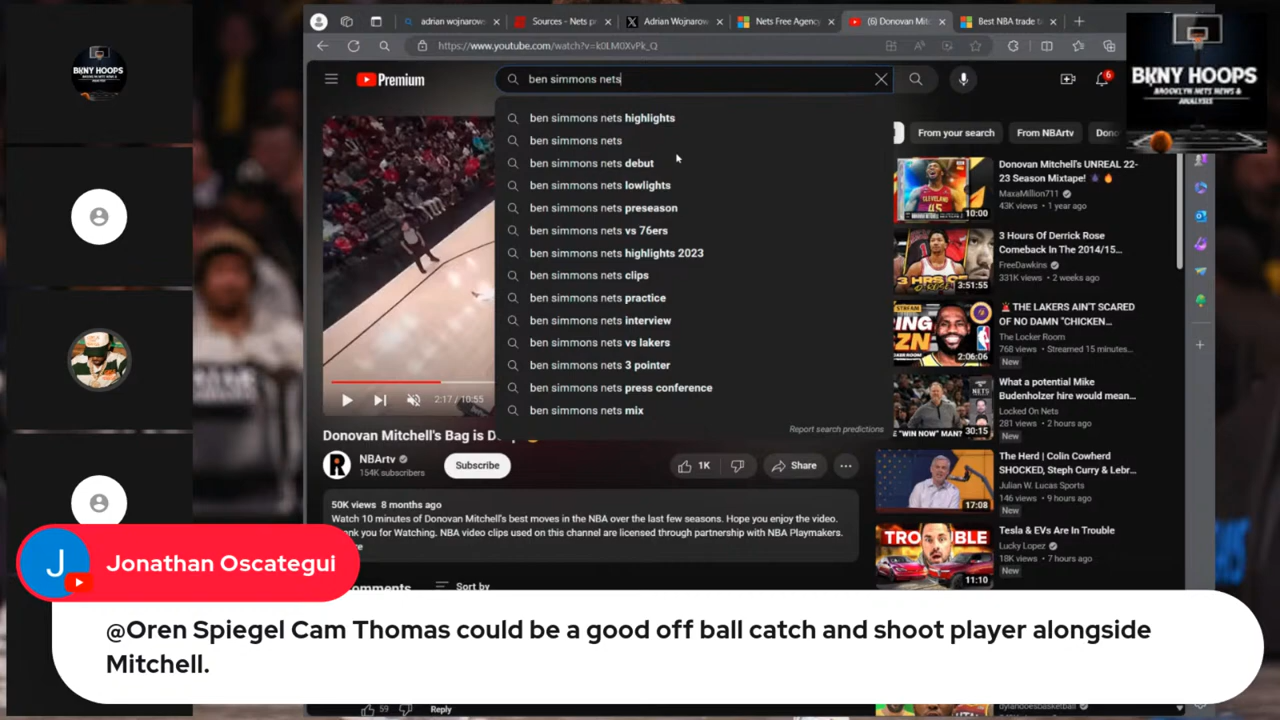 adrian wojnarow
Sources - Nets pr
Adrian Wojnarow
Nets Free Agency
(6) Donovan Mit
Best NBA trade t
https://www.youtube.com/watch?v=k0LM0XvPk_Q
BKNY HOOPS
BROOKLYN NETS NEWS &
ANALYSIS
Premium
ben simmons nets
6
ben simmons nets highlights
ben simmons nets
ben simmons nets debut
ben simmons nets lowlights
ben simmons nets preseason
ben simmons nets vs 76ers
ben simmons nets highlights 2023
ben simmons nets clips
ben simmons nets practice
ben simmons nets interview
ben simmons nets vs lakers
ben simmons nets 3 pointer
ben simmons nets press conference
ben simmons nets mix
Report search predictions
From your search
From NBArtv
Dono
Donovan Mitchell's UNREAL 22-
23 Season Mixtape!
MaxaMillion711
43K views • 1 year ago
10:00
3 Hours Of Derrick Rose
Comeback In The 2014/15...
FreeDawkins
331K views • 2 weeks ago
3:51:55
THE LAKERS AIN'T SCARED
OF NO DAMN "CHICKEN...
The Locker Room
768 views • Streamed 15 minutes...
New
2:06:06
What a potential Mike
Budenholzer hire would mean...
Locked On Nets
281 views • 2 hours ago
New
"WIN NOW" MAN?
30:15
The Herd | Colin Cowherd
SHOCKED, Steph Curry & Lebr...
Julian W. Lucas Sports
146 views • 9 hours ago
New
17:08
Tesla & EVs Are In Trouble
Lucky Lopez
18K views • 7 hours ago
New
11:10
2:17 / 10:55
Donovan Mitchell's Bag is D
NBArtv
154K subscribers
Subscribe
1K
Share
50K views 8 months ago
Watch 10 minutes of Donovan Mitchell's best moves in the NBA over the last few seasons. Hope you enjoy the video.
nk you for Watching. NBA video clips used on this channel are licensed through partnership with NBA Playmakers.
Sort by
J
Jonathan Oscategui
@Oren Spiegel Cam Thomas could be a good off ball catch and shoot player alongside
Mitchell.
59
Reply
dylandoesbasketball